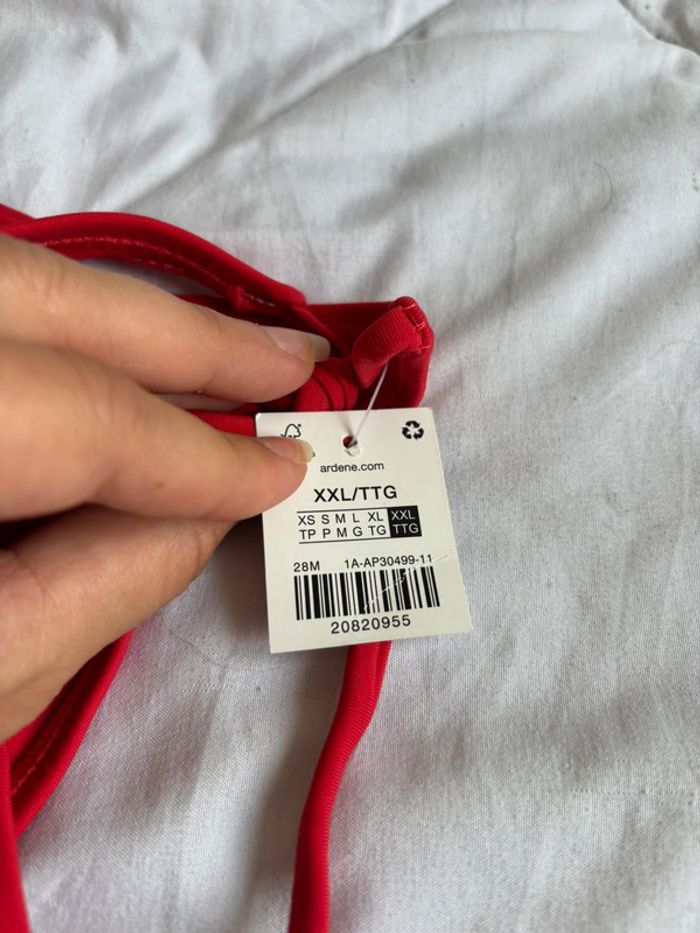 ardene.com
XXL/TTG
XS S M L XL XXL
TP P M G TG TTG
28M 1A-AP30499-11
20820955